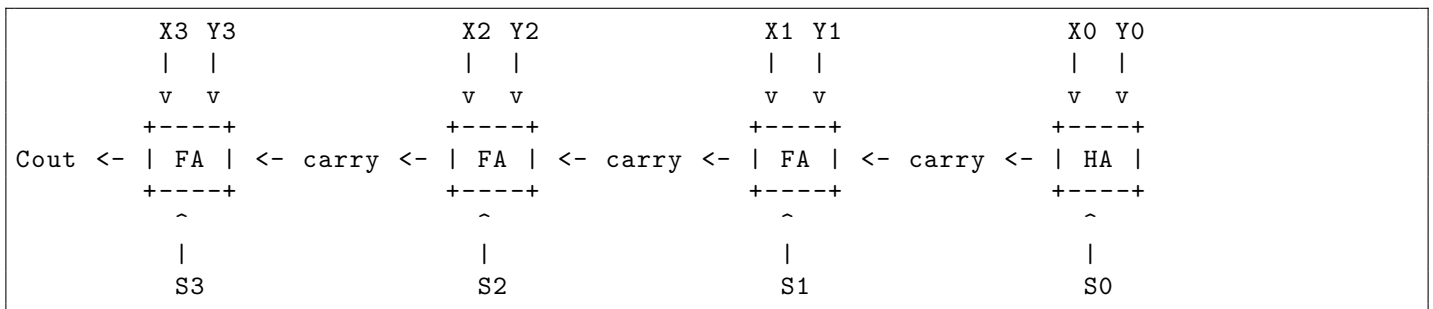 X3 Y3 X2 Y2 X1 Y1 X0 Y0
| | | | | | | |
v v v v v v v v
+----+ +----+ +----+ +----+
Cout <- | FA | <- carry <- | FA | <- carry <- | FA | <- carry <- | HA |
+----+ +----+ +----+ +----+
^ ^ ^ ^
| | | |
S3 S2 S1 S0